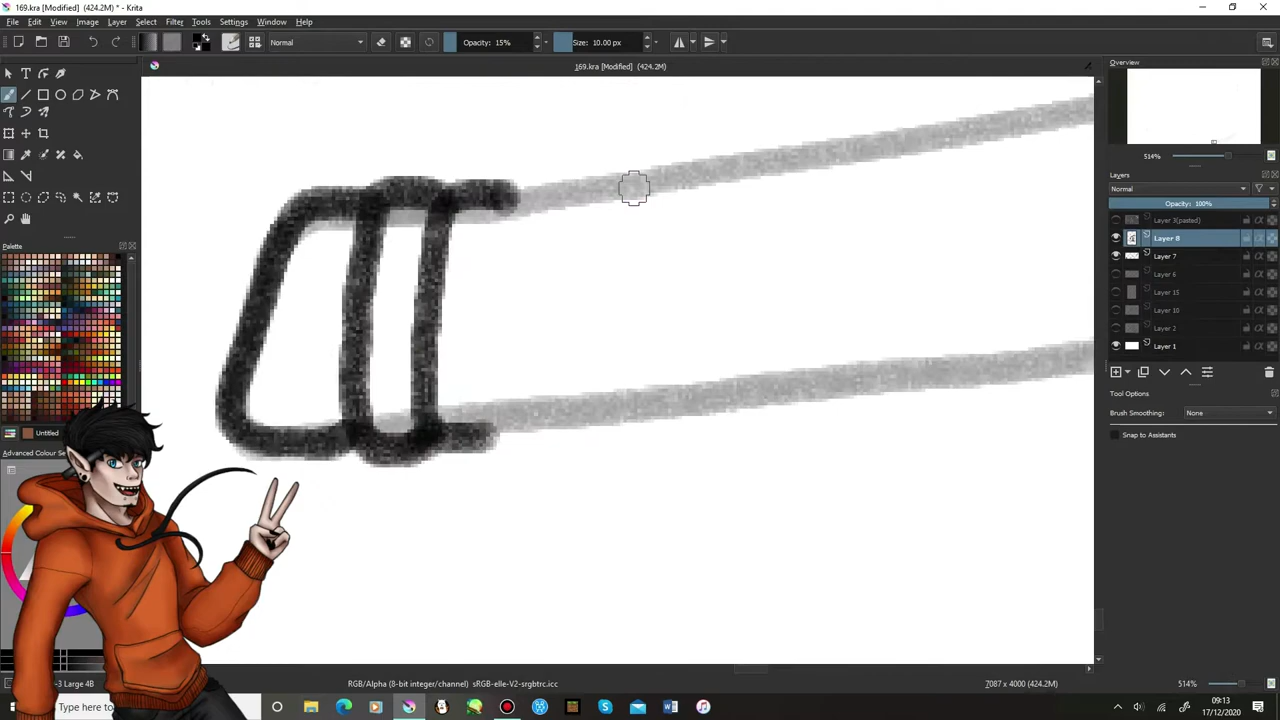 169.kra [Modified] (424.2M) - Krita
File Edit View Image Layer Select Filter Tools Settings Window Help
Normal Opacity: 15% Size: 10.00 px
169.kra [Modified] (424.2M)
Overview
514%
Layers
Normal
Opacity: 100%
Layer 3(pasted)
Layer 8
Layer 7
Layer 6
Layer 15
Layer 10
Layer 2
Layer 1
Tool Options
Brush Smoothing: None
Snap to Assistants
Palette
Untitled
Advanced Colour Se
-3 Large 4B
RGB/Alpha (8-bit integer/channel) sRGB-elle-V2-srgbtrc.icc
7087 x 4000 (424.2M)
514%
Type here to
09:13
17/12/2020